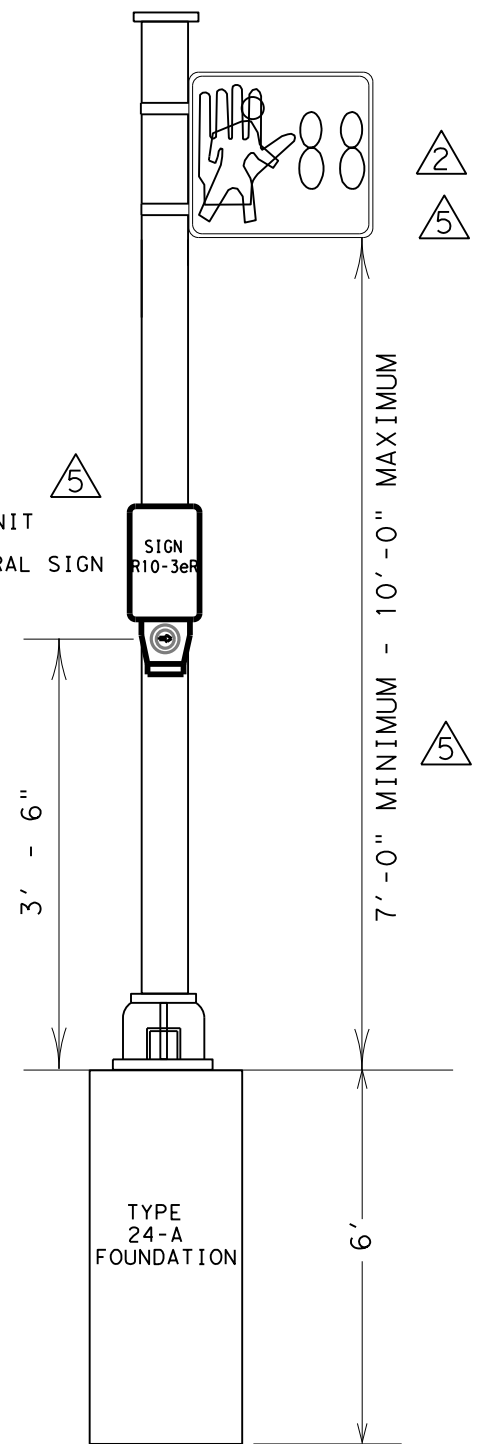 2
5
5
NIT
RAL SIGN
SIGN
R10-3eR
7'-0" MINIMUM - 10'-0" MAXIMUM
5
3' - 6"
TYPE
24-A
FOUNDATION
6'